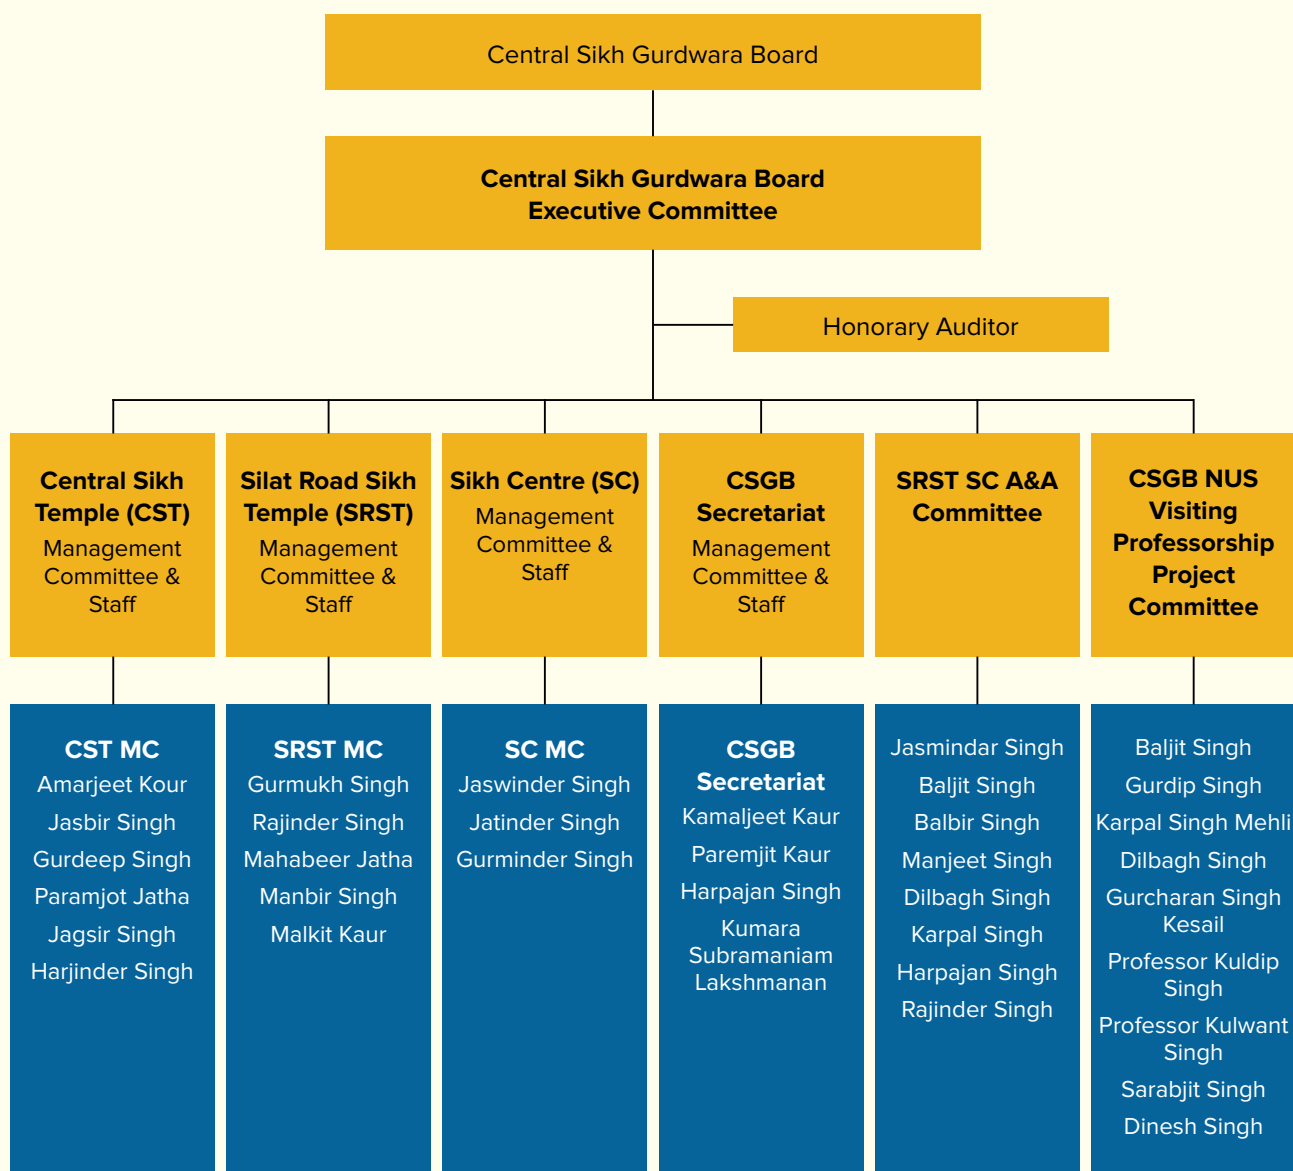 Central Sikh Gurdwara Board
Central Sikh Gurdwara Board
Executive Committee
Honorary Auditor
Central Sikh
Temple (CST)
Management
Committee &
Staff
Silat Road Sikh
Temple (SRST)
Management
Committee &
Staff
Sikh Centre (SC)
Management
Committee &
Staff
CSGB
Secretariat
Management
Committee &
Staff
SRST SC A&A
Committee
CSGB NUS
Visiting
Professorship
Project
Committee
CST MC
Amarjeet Kour
Jasbir Singh
Gurdeep Singh
Paramjot Jatha
Jagsir Singh
Harjinder Singh
SRST MC
Gurmukh Singh
Rajinder Singh
Mahabeer Jatha
Manbir Singh
Malkit Kaur
SC MC
Jaswinder Singh
Jatinder Singh
Gurminder Singh
CSGB
Secretariat
Kamaljeet Kaur
Paremjit Kaur
Harpajan Singh
Kumara
Subramaniam
Lakshmanan
Jasmindar Singh
Baljit Singh
Balbir Singh
Manjeet Singh
Dilbagh Singh
Karpal Singh
Harpajan Singh
Rajinder Singh
Baljit Singh
Gurdip Singh
Karpal Singh Mehli
Dilbagh Singh
Gurcharan Singh
Kesail
Professor Kuldip
Singh
Professor Kulwant
Singh
Sarabjit Singh
Dinesh Singh